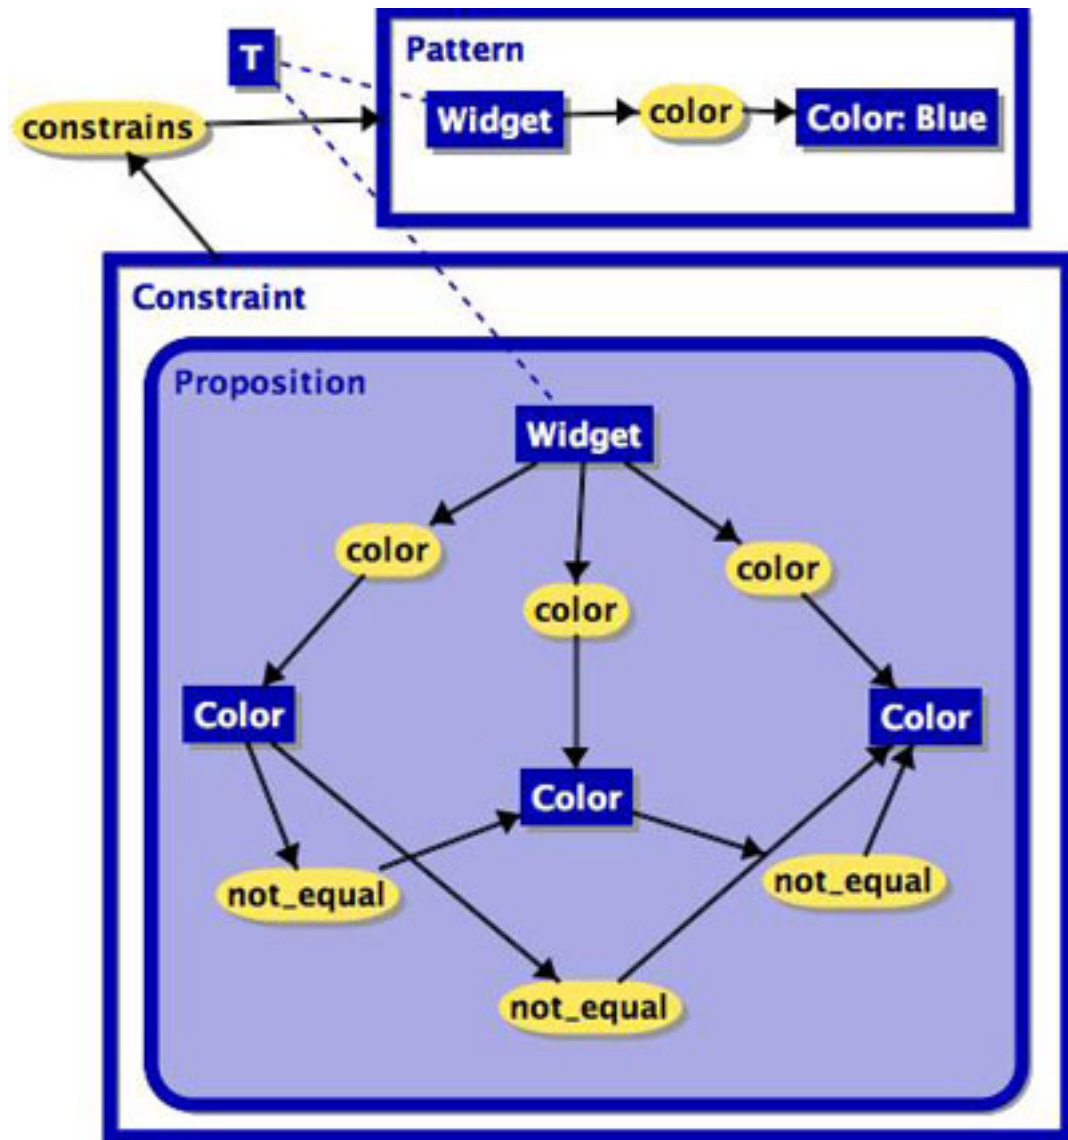 T
Pattern
constrains
Widget
color
Color: Blue
Constraint
Proposition
Widget
color
color
color
Color
Color
Color
not_equal
not_equal
not_equal